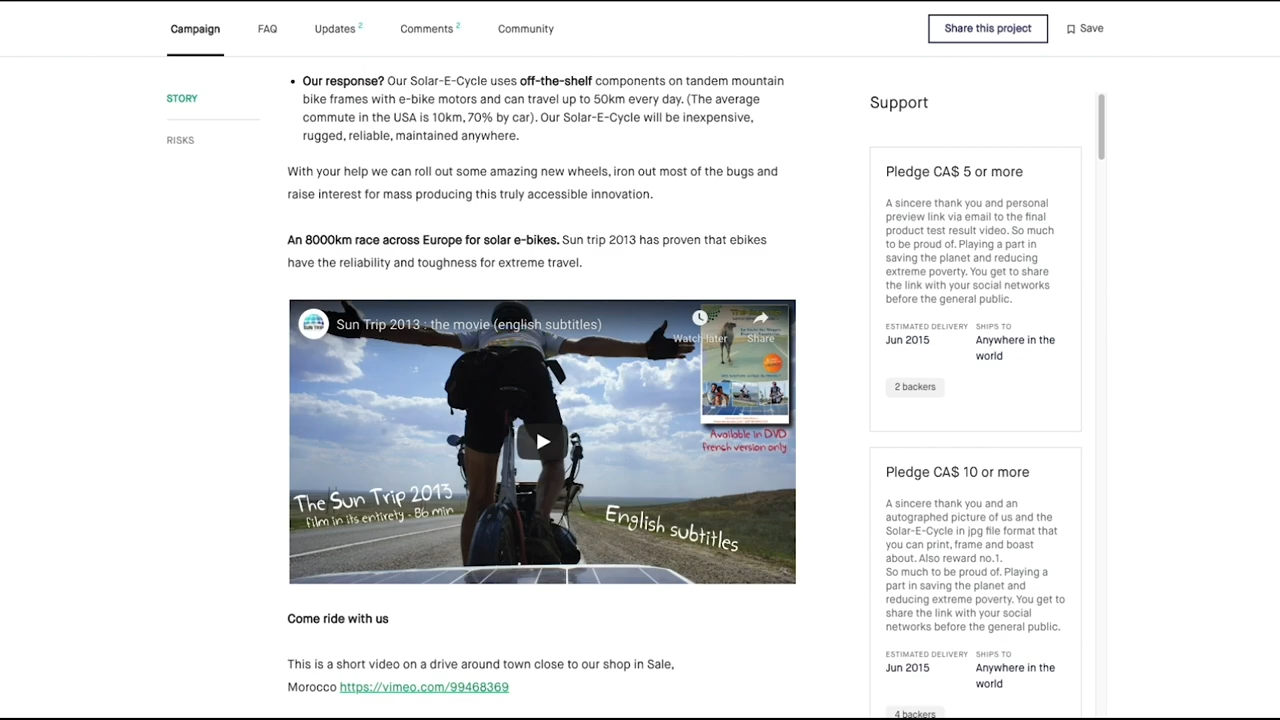 Campaign
FAQ
Updates 2
Comments 2
Community
Share this project
Save
STORY
RISKS
• Our response? Our Solar-E-Cycle uses off-the-shelf components on tandem mountain
bike frames with e-bike motors and can travel up to 50km every day. (The average
commute in the USA is 10km, 70% by car). Our Solar-E-Cycle will be inexpensive,
rugged, reliable, maintained anywhere.
With your help we can roll out some amazing new wheels, iron out most of the bugs and
raise interest for mass producing this truly accessible innovation.
An 8000km race across Europe for solar e-bikes. Sun trip 2013 has proven that ebikes
have the reliability and toughness for extreme travel.
SUN TRIP
Sun Trip 2013 : the movie (english subtitles)
Watch later
Share
Available in DVD
French version only
The Sun Trip 2013
film in its entirety - 86 min
English subtitles
Come ride with us
This is a short video on a drive around town close to our shop in Sale,
Morocco https://vimeo.com/99468369
Support
Pledge CA$ 5 or more
A sincere thank you and personal
preview link via email to the final
product test result video. So much
to be proud of. Playing a part in
saving the planet and reducing
extreme poverty. You get to share
the link with your social networks
before the general public.
ESTIMATED DELIVERY
Jun 2015
SHIPS TO
Anywhere in the
world
2 backers
Pledge CA$ 10 or more
A sincere thank you and an
autographed picture of us and the
Solar-E-Cycle in jpg file format that
you can print, frame and boast
about. Also reward no.1.
So much to be proud of. Playing a
part in saving the planet and
reducing extreme poverty. You get to
share the link with your social
networks before the general public.
ESTIMATED DELIVERY
Jun 2015
SHIPS TO
Anywhere in the
world
4 backers